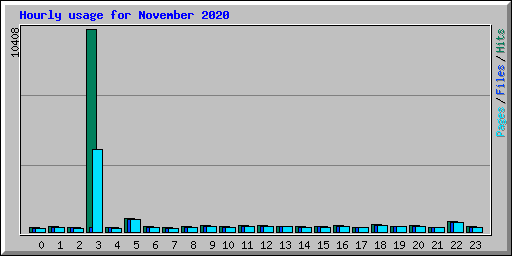 Hourly usage for November 2020
10408
Pages/Files/Hits
0 1 2 3 4 5 6 7 8 9 10 11 12 13 14 15 16 17 18 19 20 21 22 23